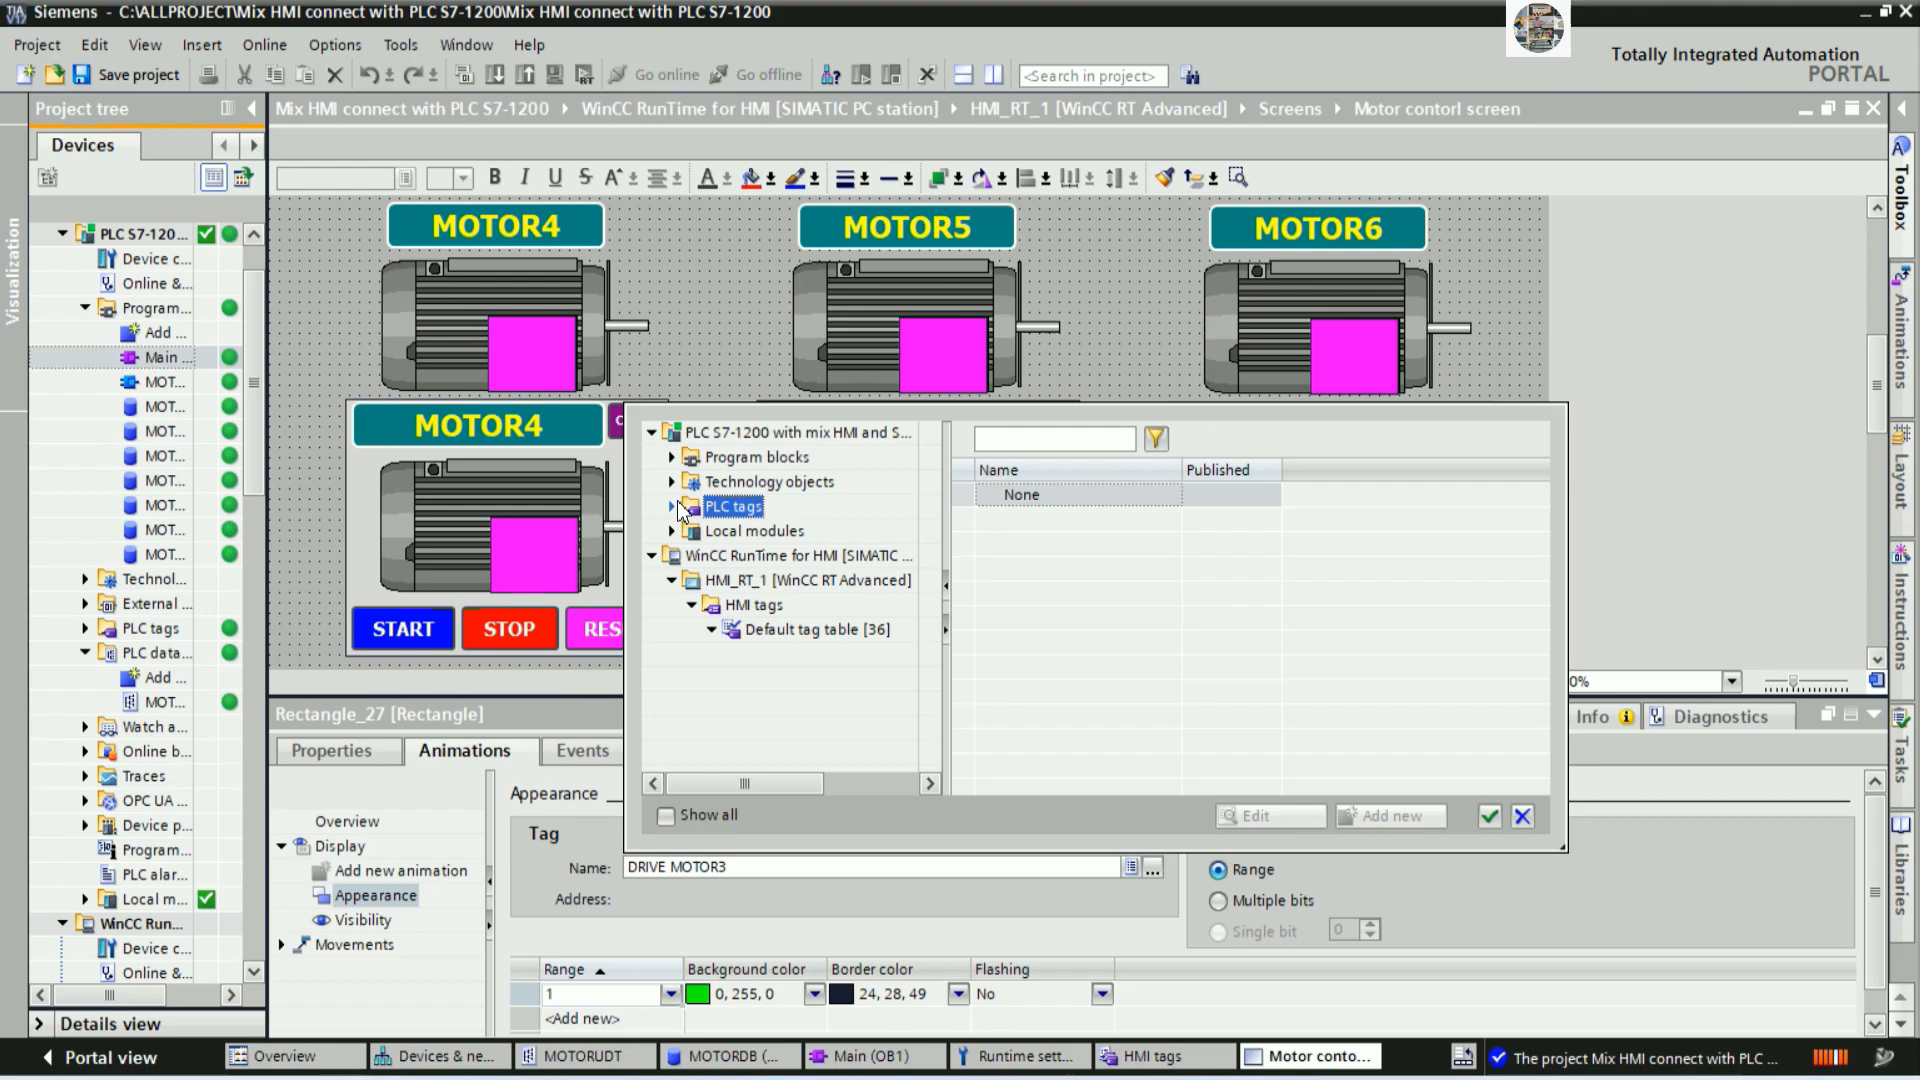 Siemens - C:\ALLPROJECT\Mix HMI connect with PLC S7-1200\Mix HMI connect with PLC S7-1200
Project Edit View Insert Online Options Tools Window Help
Totally Integrated Automation
PORTAL
Save project
Go online
Go offline
<Search in project>
Project tree
Mix HMI connect with PLC S7-1200 WinCC RunTime for HMI [SIMATIC PC station] HMI_RT_1 [WinCC RT Advanced] Screens Motor contorl screen
Devices
B I U S A
Visualization
PLC S7-120...
Device c...
Online &...
Program...
Add ...
Main ...
MOT...
MOT...
MOT...
MOT...
MOT...
MOT...
MOT...
MOT...
Technol...
External ...
PLC tags
PLC data...
Add ...
MOT...
Watch a...
Online b...
Traces
OPC UA ...
Device p...
Program...
PLC alar...
Local m...
WinCC Run...
Device c...
Online &...
Details view
MOTOR4
MOTOR5
MOTOR6
MOTOR4
C
START
STOP
RES
PLC S7-1200 with mix HMI and S...
Program blocks
Technology objects
PLC tags
Local modules
WinCC RunTime for HMI [SIMATIC ...
HMI_RT_1 [WinCC RT Advanced]
HMI tags
Default tag table [36]
Name Published
None
Show all
Edit
Add new
0%
Toolbox
Animations
Layout
Instructions
Tasks
Libraries
Rectangle_27 [Rectangle]
Info
Diagnostics
Properties
Animations
Events
Overview
Display
Add new animation
Appearance
Visibility
Movements
Appearance
Tag
Name: DRIVE MOTOR3
Address:
Range
Multiple bits
Single bit 0
Range Background color Border color Flashing
1 0, 255, 0 24, 28, 49 No
<Add new>
Portal view
Overview
Devices & ne...
MOTORUDT
MOTORDB (...
Main (OB1)
Runtime sett...
HMI tags
Motor conto...
The project Mix HMI connect with PLC ...